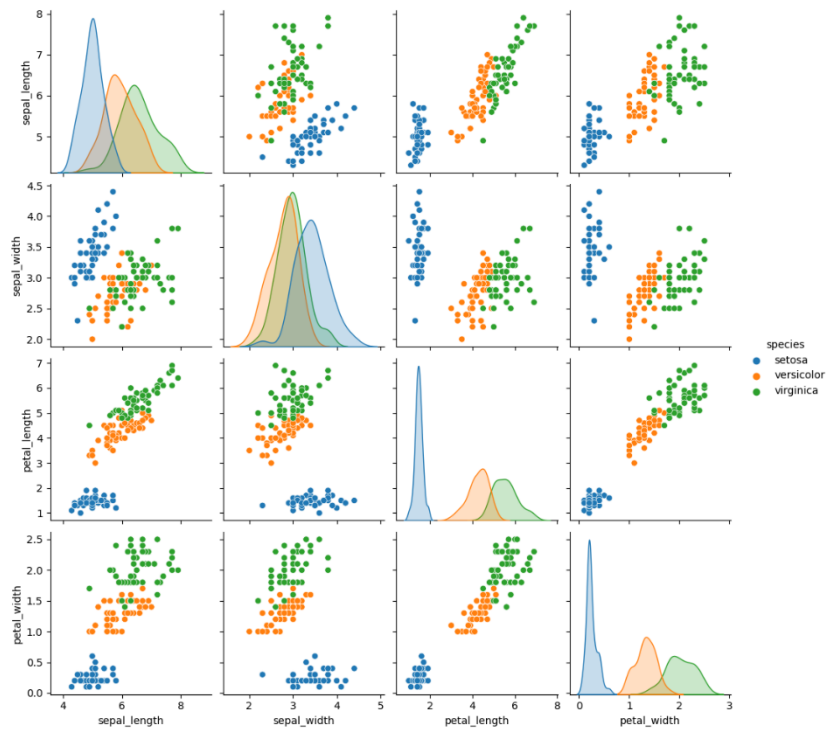 8
7
6
5
sepal_length
4.5
4.0
3.5
3.0
2.5
2.0
sepal_width
species
setosa
versicolor
virginica
7
6
5
4
3
2
1
petal_length
2.5
2.0
1.5
1.0
0.5
0.0
petal_width
4 6 8 2 3 4 5 2 4 6 8 0 1 2 3
sepal_length sepal_width petal_length petal_width